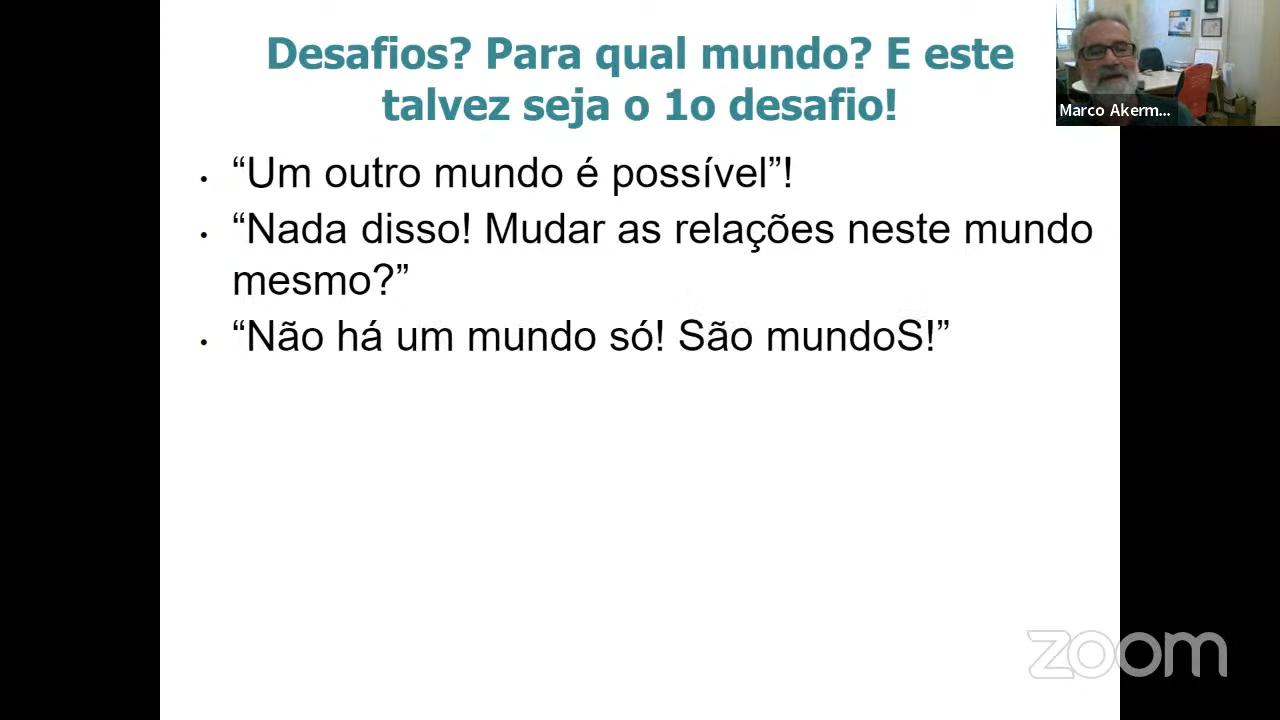 Desafios? Para qual mundo? E este
talvez seja o 1o desafio!
Marco Akerm...
• “Um outro mundo é possível”!
• “Nada disso! Mudar as relações neste mundo
mesmo?”
• “Não há um mundo só! São mundoS!”
zoom